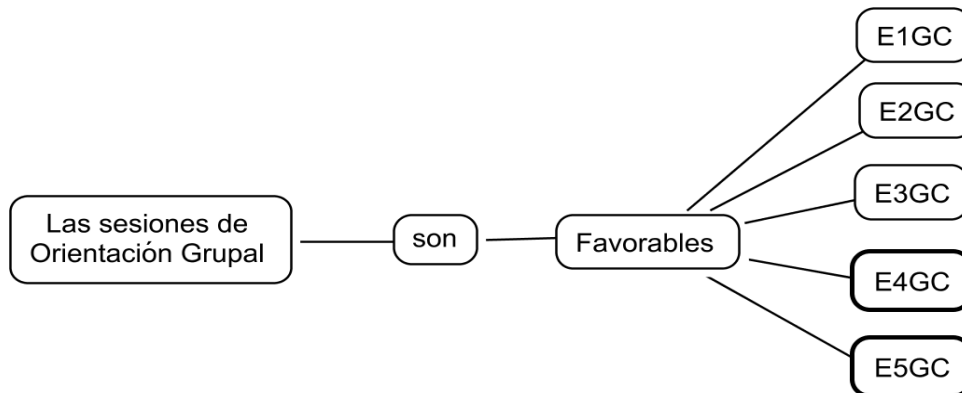 Las sesiones de
Orientación Grupal
son
Favorables
E1GC
E2GC
E3GC
E4GC
E5GC